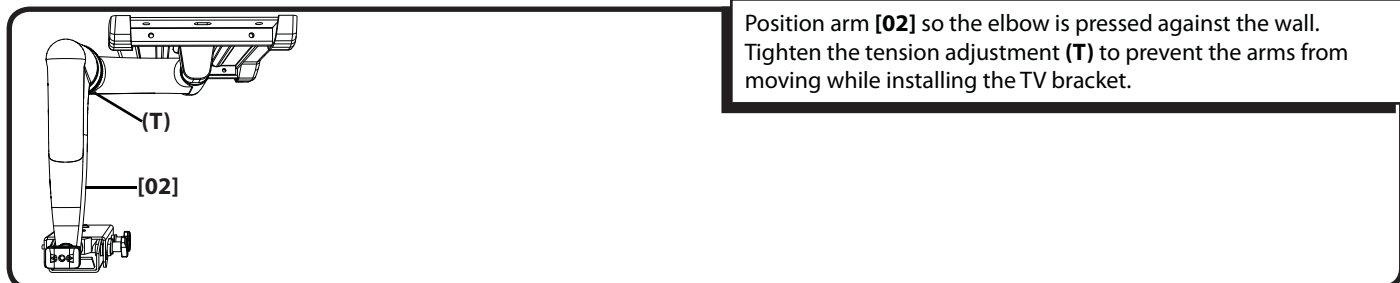 Position arm [02] so the elbow is pressed against the wall.
Tighten the tension adjustment (T) to prevent the arms from
moving while installing the TV bracket.
(T)
[02]